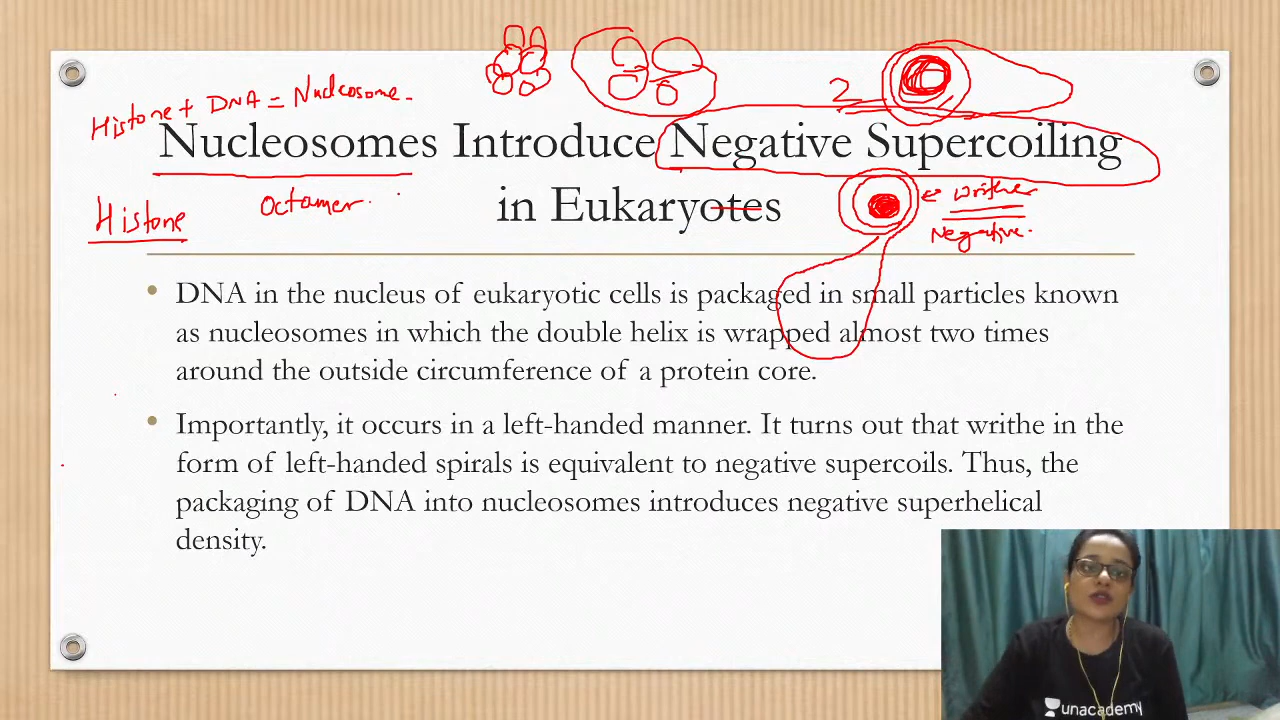 Histone + DNA = Nucleosome.
2
Nucleosomes Introduce Negative Supercoiling
in Eukaryotes
Histone
Octamer.
Writhe
Negative.
• DNA in the nucleus of eukaryotic cells is packaged in small particles known
as nucleosomes in which the double helix is wrapped almost two times
around the outside circumference of a protein core.
• Importantly, it occurs in a left-handed manner. It turns out that writhe in the
form of left-handed spirals is equivalent to negative supercoils. Thus, the
packaging of DNA into nucleosomes introduces negative superhelical
density.
unacademy